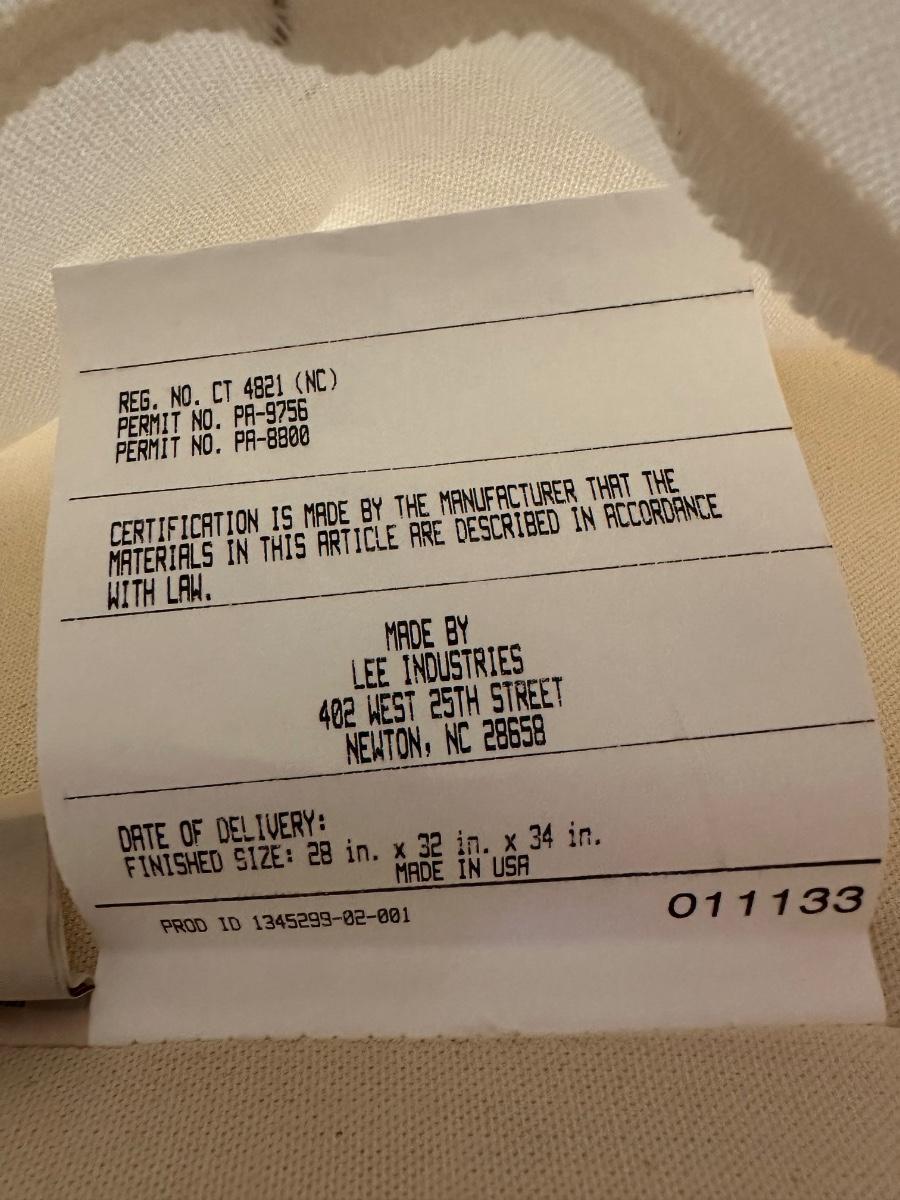 REG. NO. CT 4821 (NC)
PERMIT NO. PA-9756
PERMIT NO. PA-8800
CERTIFICATION IS MADE BY THE MANUFACTURER THAT THE
MATERIALS IN THIS ARTICLE ARE DESCRIBED IN ACCORDANCE
WITH LAW.
MADE BY
LEE INDUSTRIES
402 WEST 25TH STREET
NEWTON, NC 28658
DATE OF DELIVERY:
FINISHED SIZE: 28 in. x 32 in. x 34 in.
MADE IN USA
PROD ID 1345299-02-001
011133